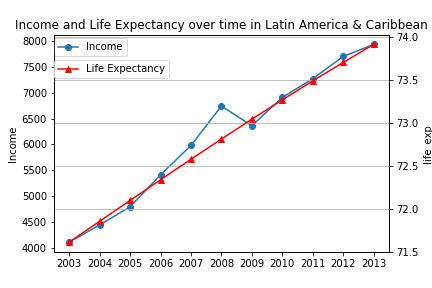 Income and Life Expectancy over time in Latin America & Caribbean
Income
Life Expectancy
8000
7500
7000
6500
6000
5500
5000
4500
4000
Income
74.0
73.5
73.0
72.5
72.0
71.5
life_exp
2003 2004 2005 2006 2007 2008 2009 2010 2011 2012 2013